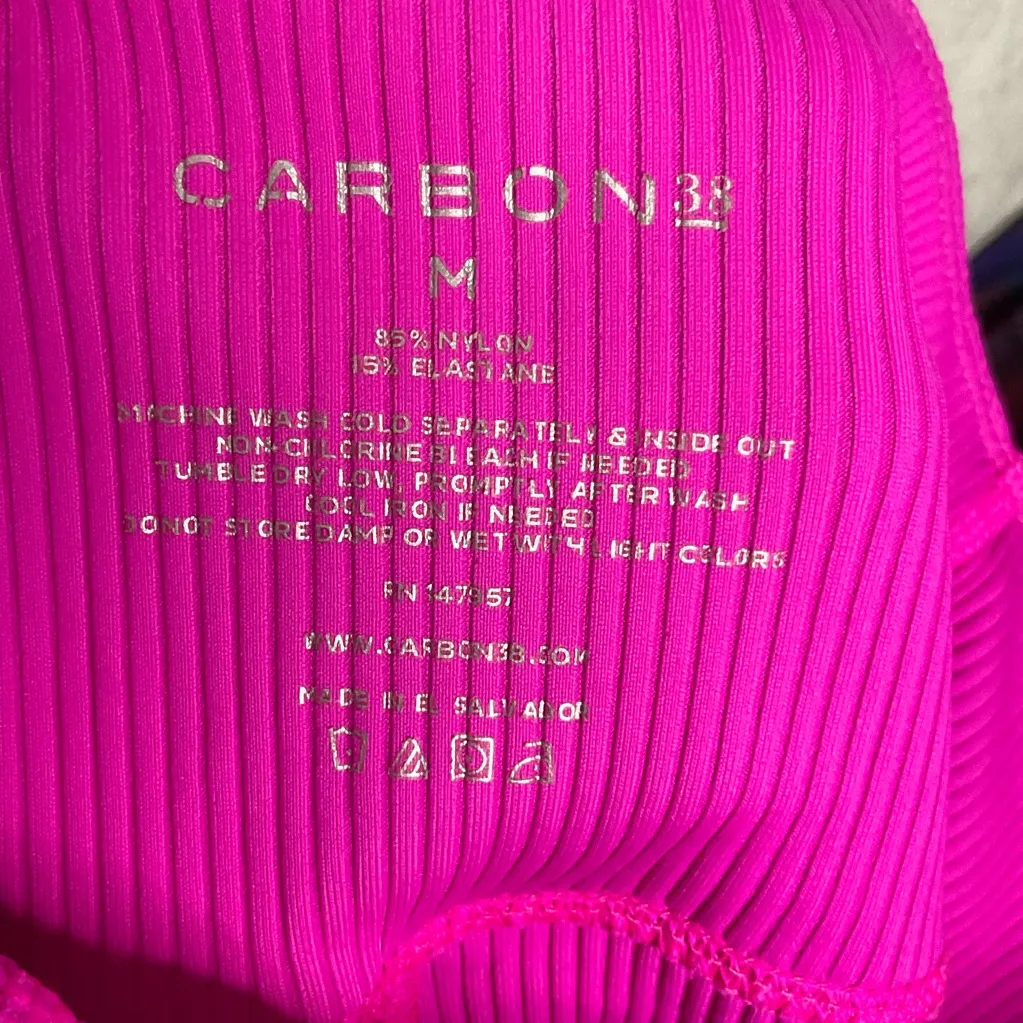 CARBON38
M
85% NYLON
15% ELASTANE
MACHINE WASH COLD SEPARATELY & INSIDE OUT
NON-CHLORINE BLEACH IF NEEDED
TUMBLE DRY LOW, PROMPTLY AFTER WASH
COOL IRON IF NEEDED
DO NOT STORE DAMP OR WET WITH LIGHT COLORS
RN 147957
WWW.CARBON38.COM
MADE IN EL SALVADOR